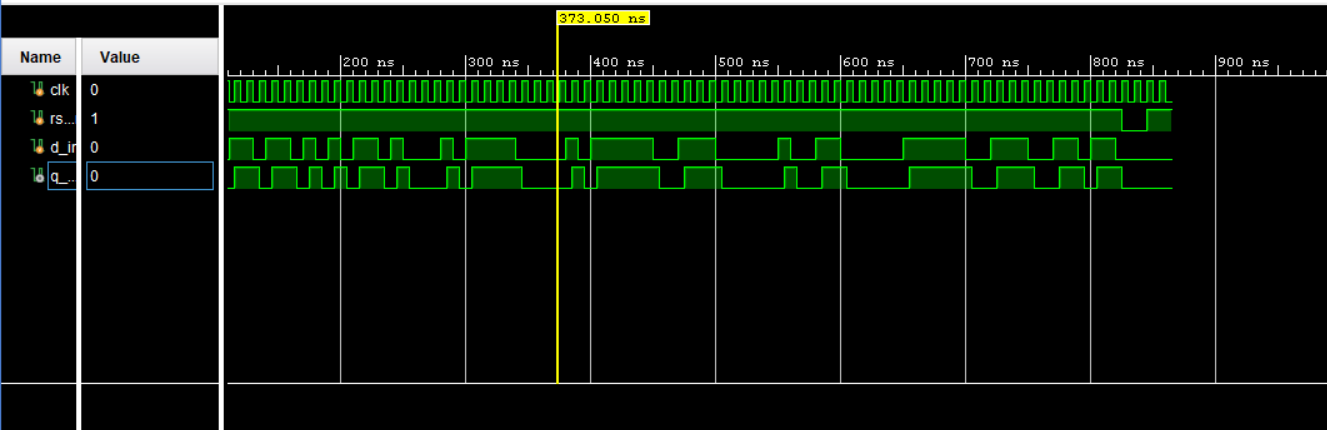 373.050 ns
Name Value
200 ns 300 ns 400 ns 500 ns 600 ns 700 ns 800 ns 900 ns
clk 0
rs... 1
d_in 0
q_... 0